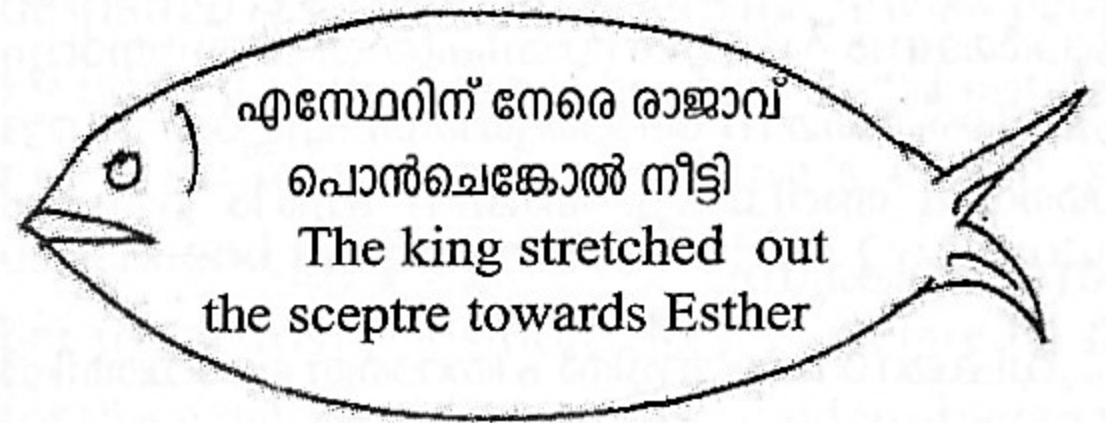 എസ്ഥേറിന് നേരെ രാജാവ്
പൊൻചെങ്കോൽ നീട്ടി
The king stretched out
the sceptre towards Esther